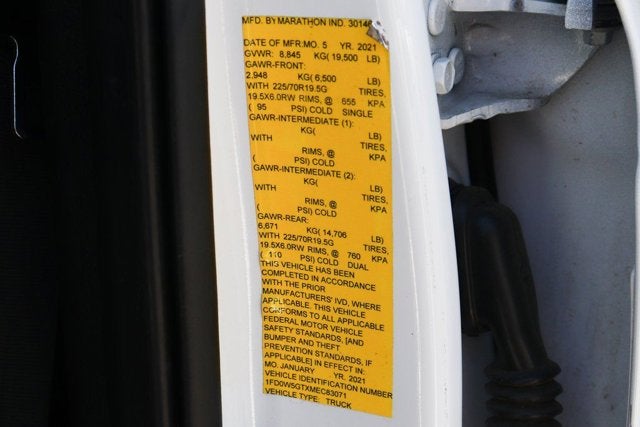 MFD. BY MARATHON IND. 30146
DATE OF MFR:MO. 5 YR. 2021
GVWR: 8,845 KG( 19,500 LB)
GAWR-FRONT:
2,948 KG( 6,500 LB)
WITH 225/70R19.5G TIRES,
19.5X6.0RW RIMS, @ 655 KPA
( 95 PSI) COLD SINGLE
GAWR-INTERMEDIATE (1):
KG( LB)
WITH TIRES,
RIMS, @ KPA
( PSI) COLD
GAWR-INTERMEDIATE (2):
KG( LB)
WITH TIRES,
RIMS, @ KPA
( PSI) COLD
GAWR-REAR:
6,671 KG( 14,706 LB)
WITH 225/70R19.5G TIRES,
19.5X6.0RW RIMS, @ 760 KPA
( 110 PSI) COLD DUAL
THIS VEHICLE HAS BEEN
COMPLETED IN ACCORDANCE
WITH THE PRIOR
MANUFACTURERS' IVD, WHERE
APPLICABLE. THIS VEHICLE
CONFORMS TO ALL APPLICABLE
FEDERAL MOTOR VEHICLE
SAFETY STANDARDS, [AND
BUMPER AND THEFT
PREVENTION STANDARDS, IF
APPLICABLE] IN EFFECT IN:
MO. JANUARY YR. 2021
VEHICLE IDENTIFICATION NUMBER
1FD0W5GTXMEC83071
VEHICLE TYPE: TRUCK